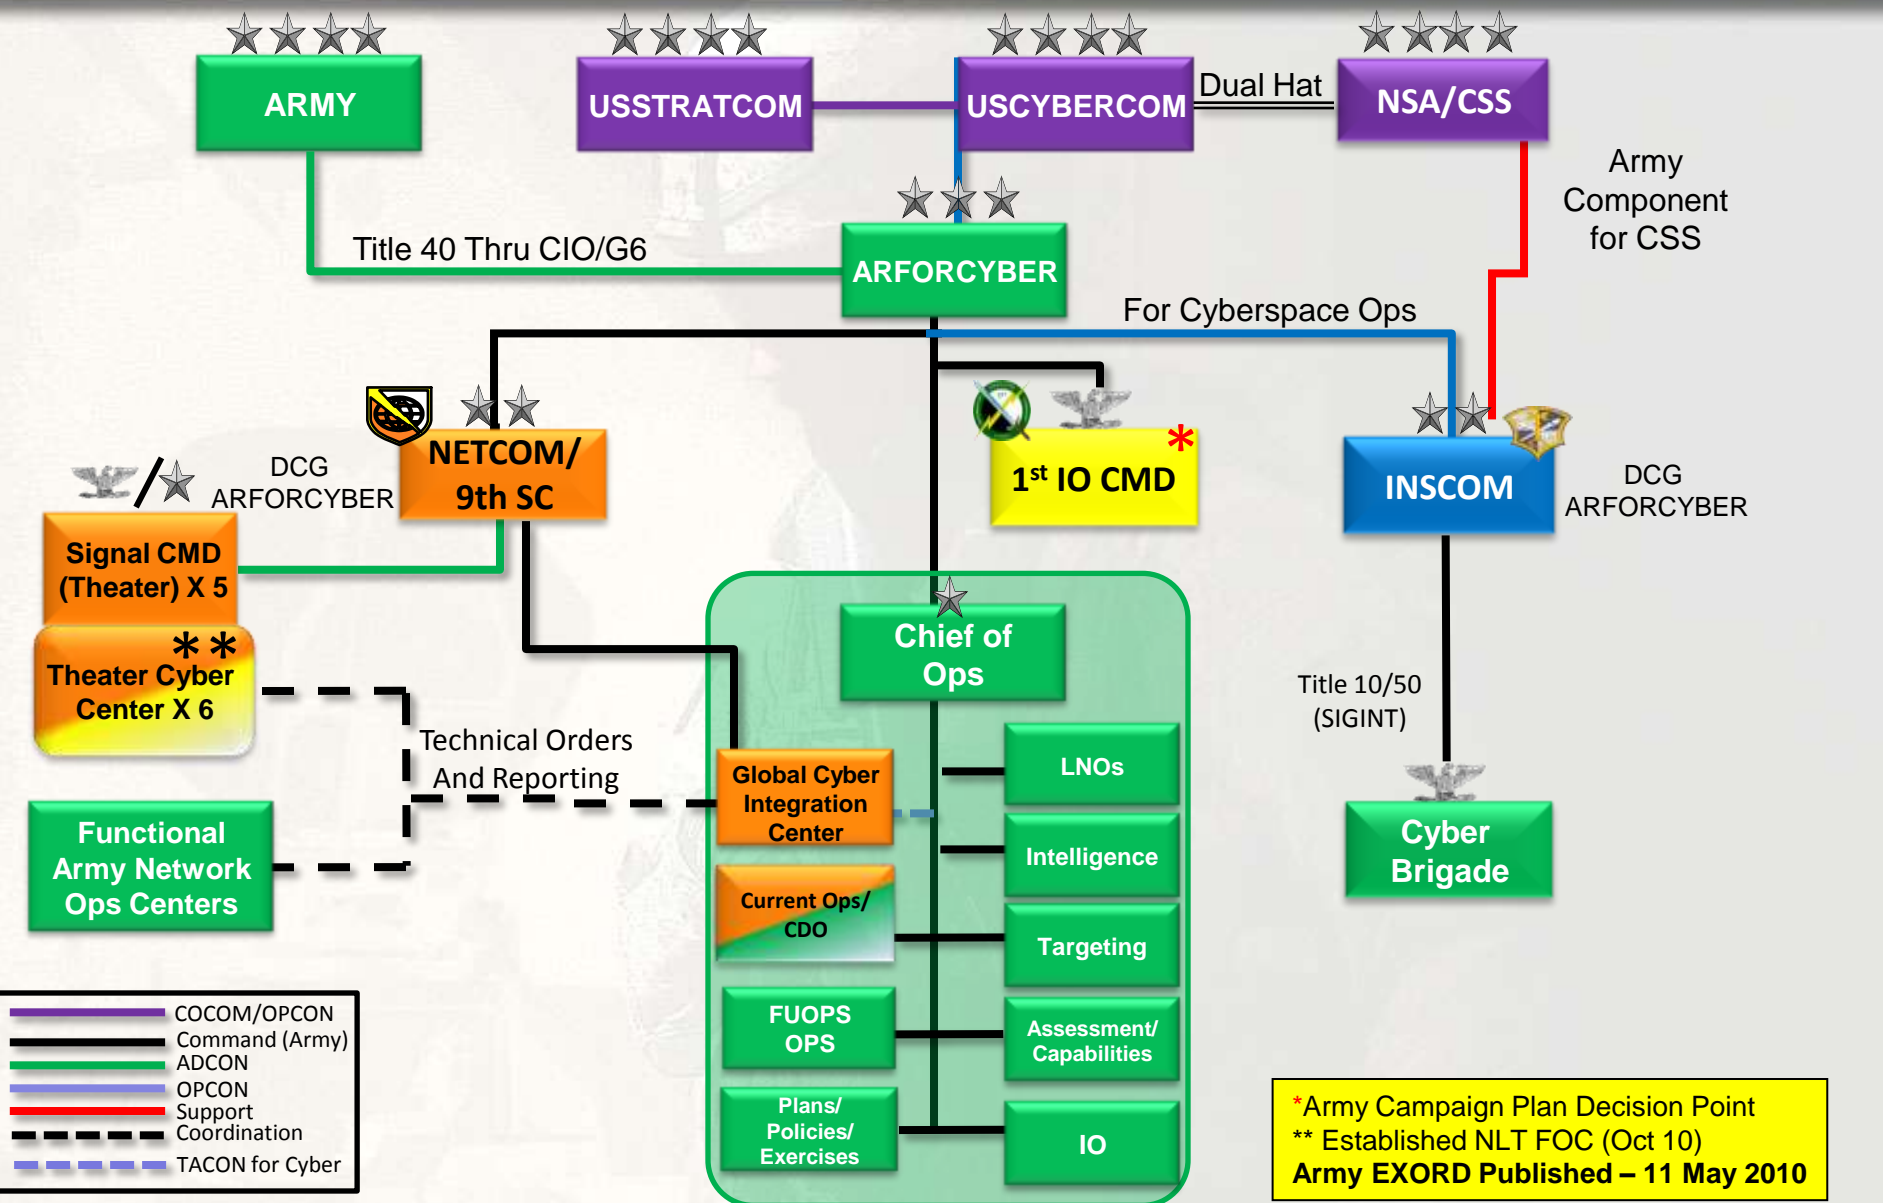 ARMY
USSTRATCOM
USCYBERCOM
Dual Hat
NSA/CSS
Army
Component
for CSS
Title 40 Thru CIO/G6
ARFORCYBER
For Cyberspace Ops
NETCOM/
9th SC
DCG
ARFORCYBER
1st IO CMD
*
INSCOM
DCG
ARFORCYBER
/
Signal CMD
(Theater) X 5
**
Theater Cyber
Center X 6
Technical Orders
And Reporting
Functional
Army Network
Ops Centers
Chief of
Ops
Title 10/50
(SIGINT)
Cyber
Brigade
Global Cyber
Integration
Center
LNOs
Intelligence
Current Ops/
CDO
Targeting
FUOPS
OPS
Assessment/
Capabilities
Plans/
Policies/
Exercises
IO
COCOM/OPCON
Command (Army)
ADCON
OPCON
Support
Coordination
TACON for Cyber
*Army Campaign Plan Decision Point
** Established NLT FOC (Oct 10)
Army EXORD Published – 11 May 2010